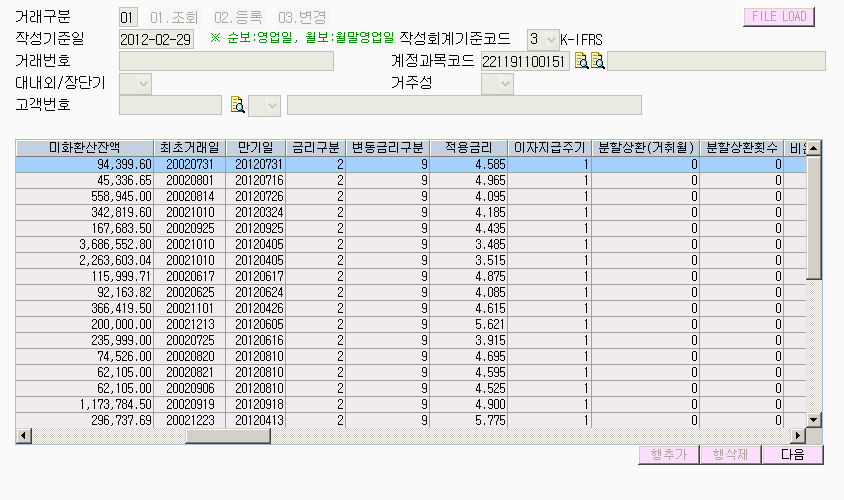 거래구분 01 01.조회 02.등록 03.변경 FILE LOAD
작성기준일 2012-02-29 ※ 순보:영업일, 월보:월말영업일 작성회계기준코드 3 K-IFRS
거래번호 계정과목코드 221191100151
대내외/장단기 거주성
고객번호
미화환산잔액 최초거래일 만기일 금리구분 변동금리구분 적용금리 이자지급주기 분할상환(거취월) 분할상환횟수
94,399.60 20020731 20120731 2 9 4.585 1 0 0
45,336.65 20020801 20120716 2 9 4.965 1 0 0
558,945.00 20020814 20120726 2 9 4.095 1 0 0
342,819.60 20021010 20120324 2 9 4.185 1 0 0
167,683.50 20020925 20120925 2 9 4.435 1 0 0
3,686,552.80 20021010 20120405 2 9 3.485 1 0 0
2,263,603.04 20021010 20120405 2 9 3.515 1 0 0
115,999.71 20020617 20120617 2 9 4.875 1 0 0
92,163.82 20020625 20120624 2 9 4.085 1 0 0
366,419.50 20021101 20120426 2 9 4.615 1 0 0
200,000.00 20021213 20120605 2 9 5.621 1 0 0
235,999.00 20020725 20120616 2 9 3.915 1 0 0
74,526.00 20020820 20120810 2 9 4.695 1 0 0
62,105.00 20020821 20120810 2 9 4.595 1 0 0
62,105.00 20020906 20120810 2 9 4.525 1 0 0
1,173,784.50 20020919 20120918 2 9 4.900 1 0 0
296,737.69 20021223 20120413 2 9 5.775 1 0 0
행추가 행삭제 다음